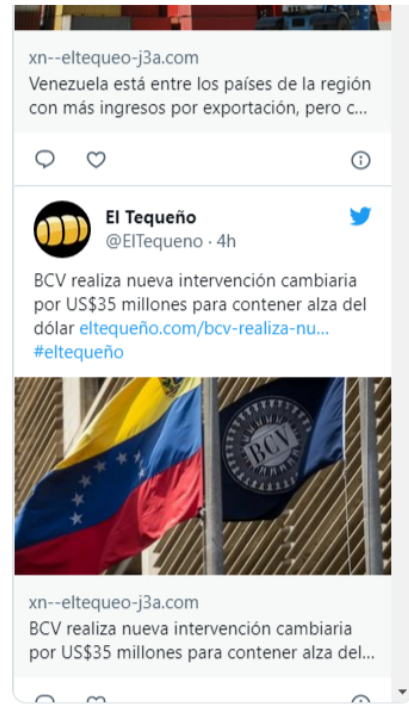 xn--eltequeo-j3a.com
Venezuela está entre los países de la región
con más ingresos por exportación, pero c...
El Tequeño
@ElTequeno · 4h
BCV realiza nueva intervención cambiaria
por US$35 millones para contener alza del
dólar eltequeño.com/bcv-realiza-nu...
#eltequeño
BCV
xn--eltequeo-j3a.com
BCV realiza nueva intervención cambiaria
por US$35 millones para contener alza del...